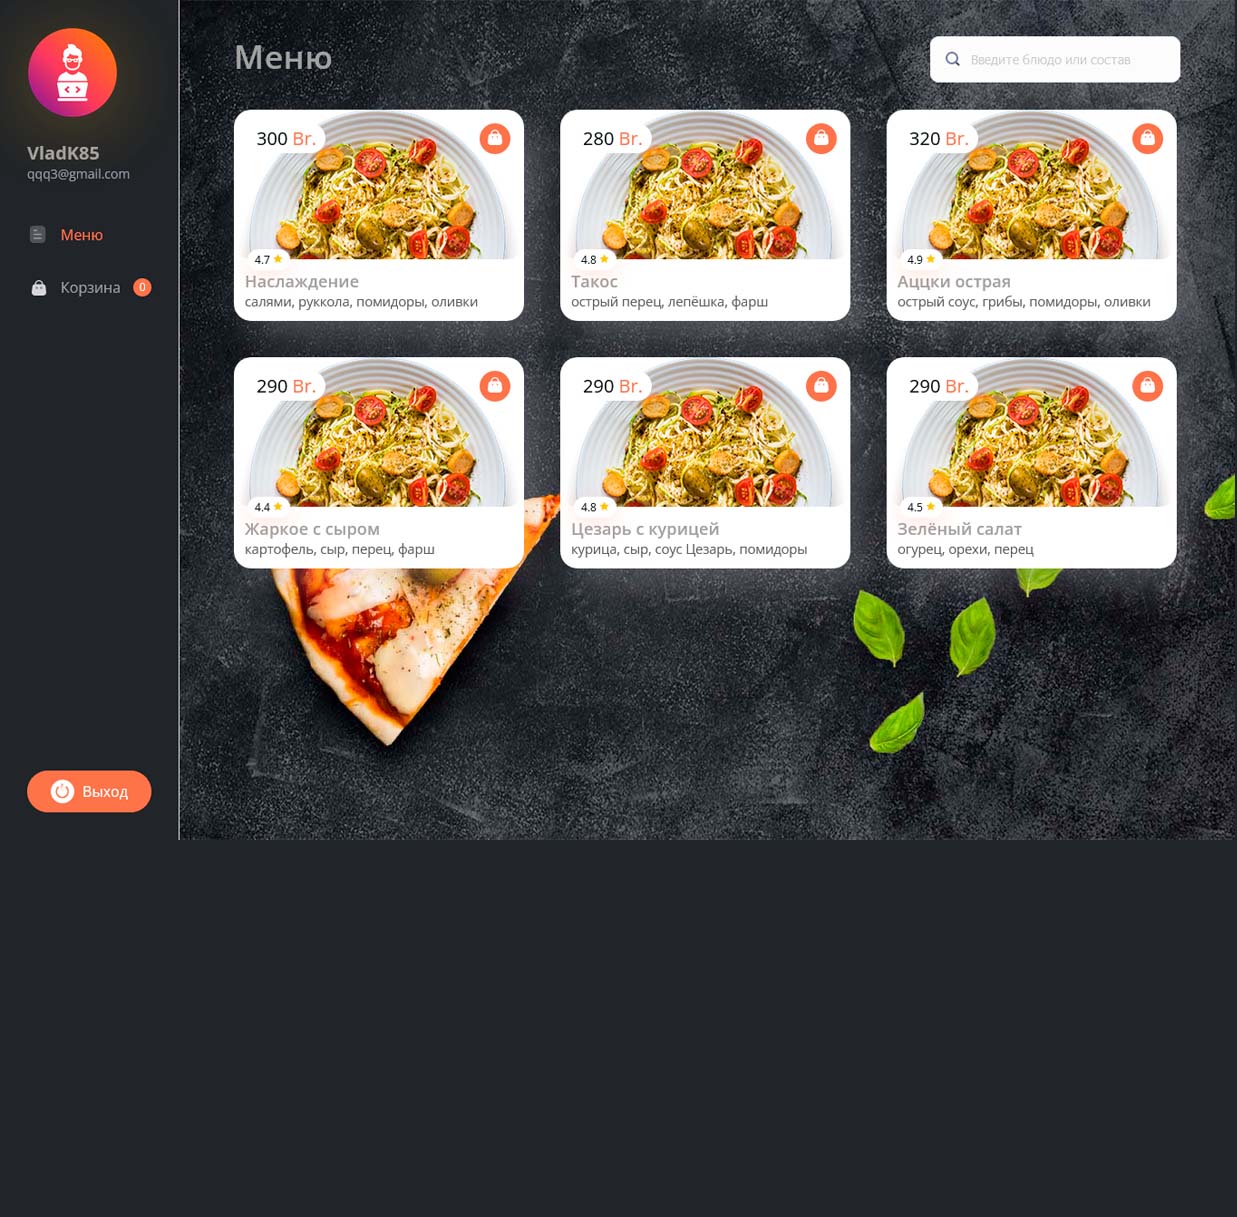 VladK85
qqq3@gmail.com
Меню
Корзина 0
Выход
Меню
Введите блюдо или состав
300 Br.
4.7
Наслаждение
салями, руккола, помидоры, оливки
280 Br.
4.8
Такос
острый перец, лепёшка, фарш
320 Br.
4.9
Аццки острая
острый соус, грибы, помидоры, оливки
290 Br.
4.4
Жаркое с сыром
картофель, сыр, перец, фарш
290 Br.
4.8
Цезарь с курицей
курица, сыр, соус Цезарь, помидоры
290 Br.
4.5
Зелёный салат
огурец, орехи, перец